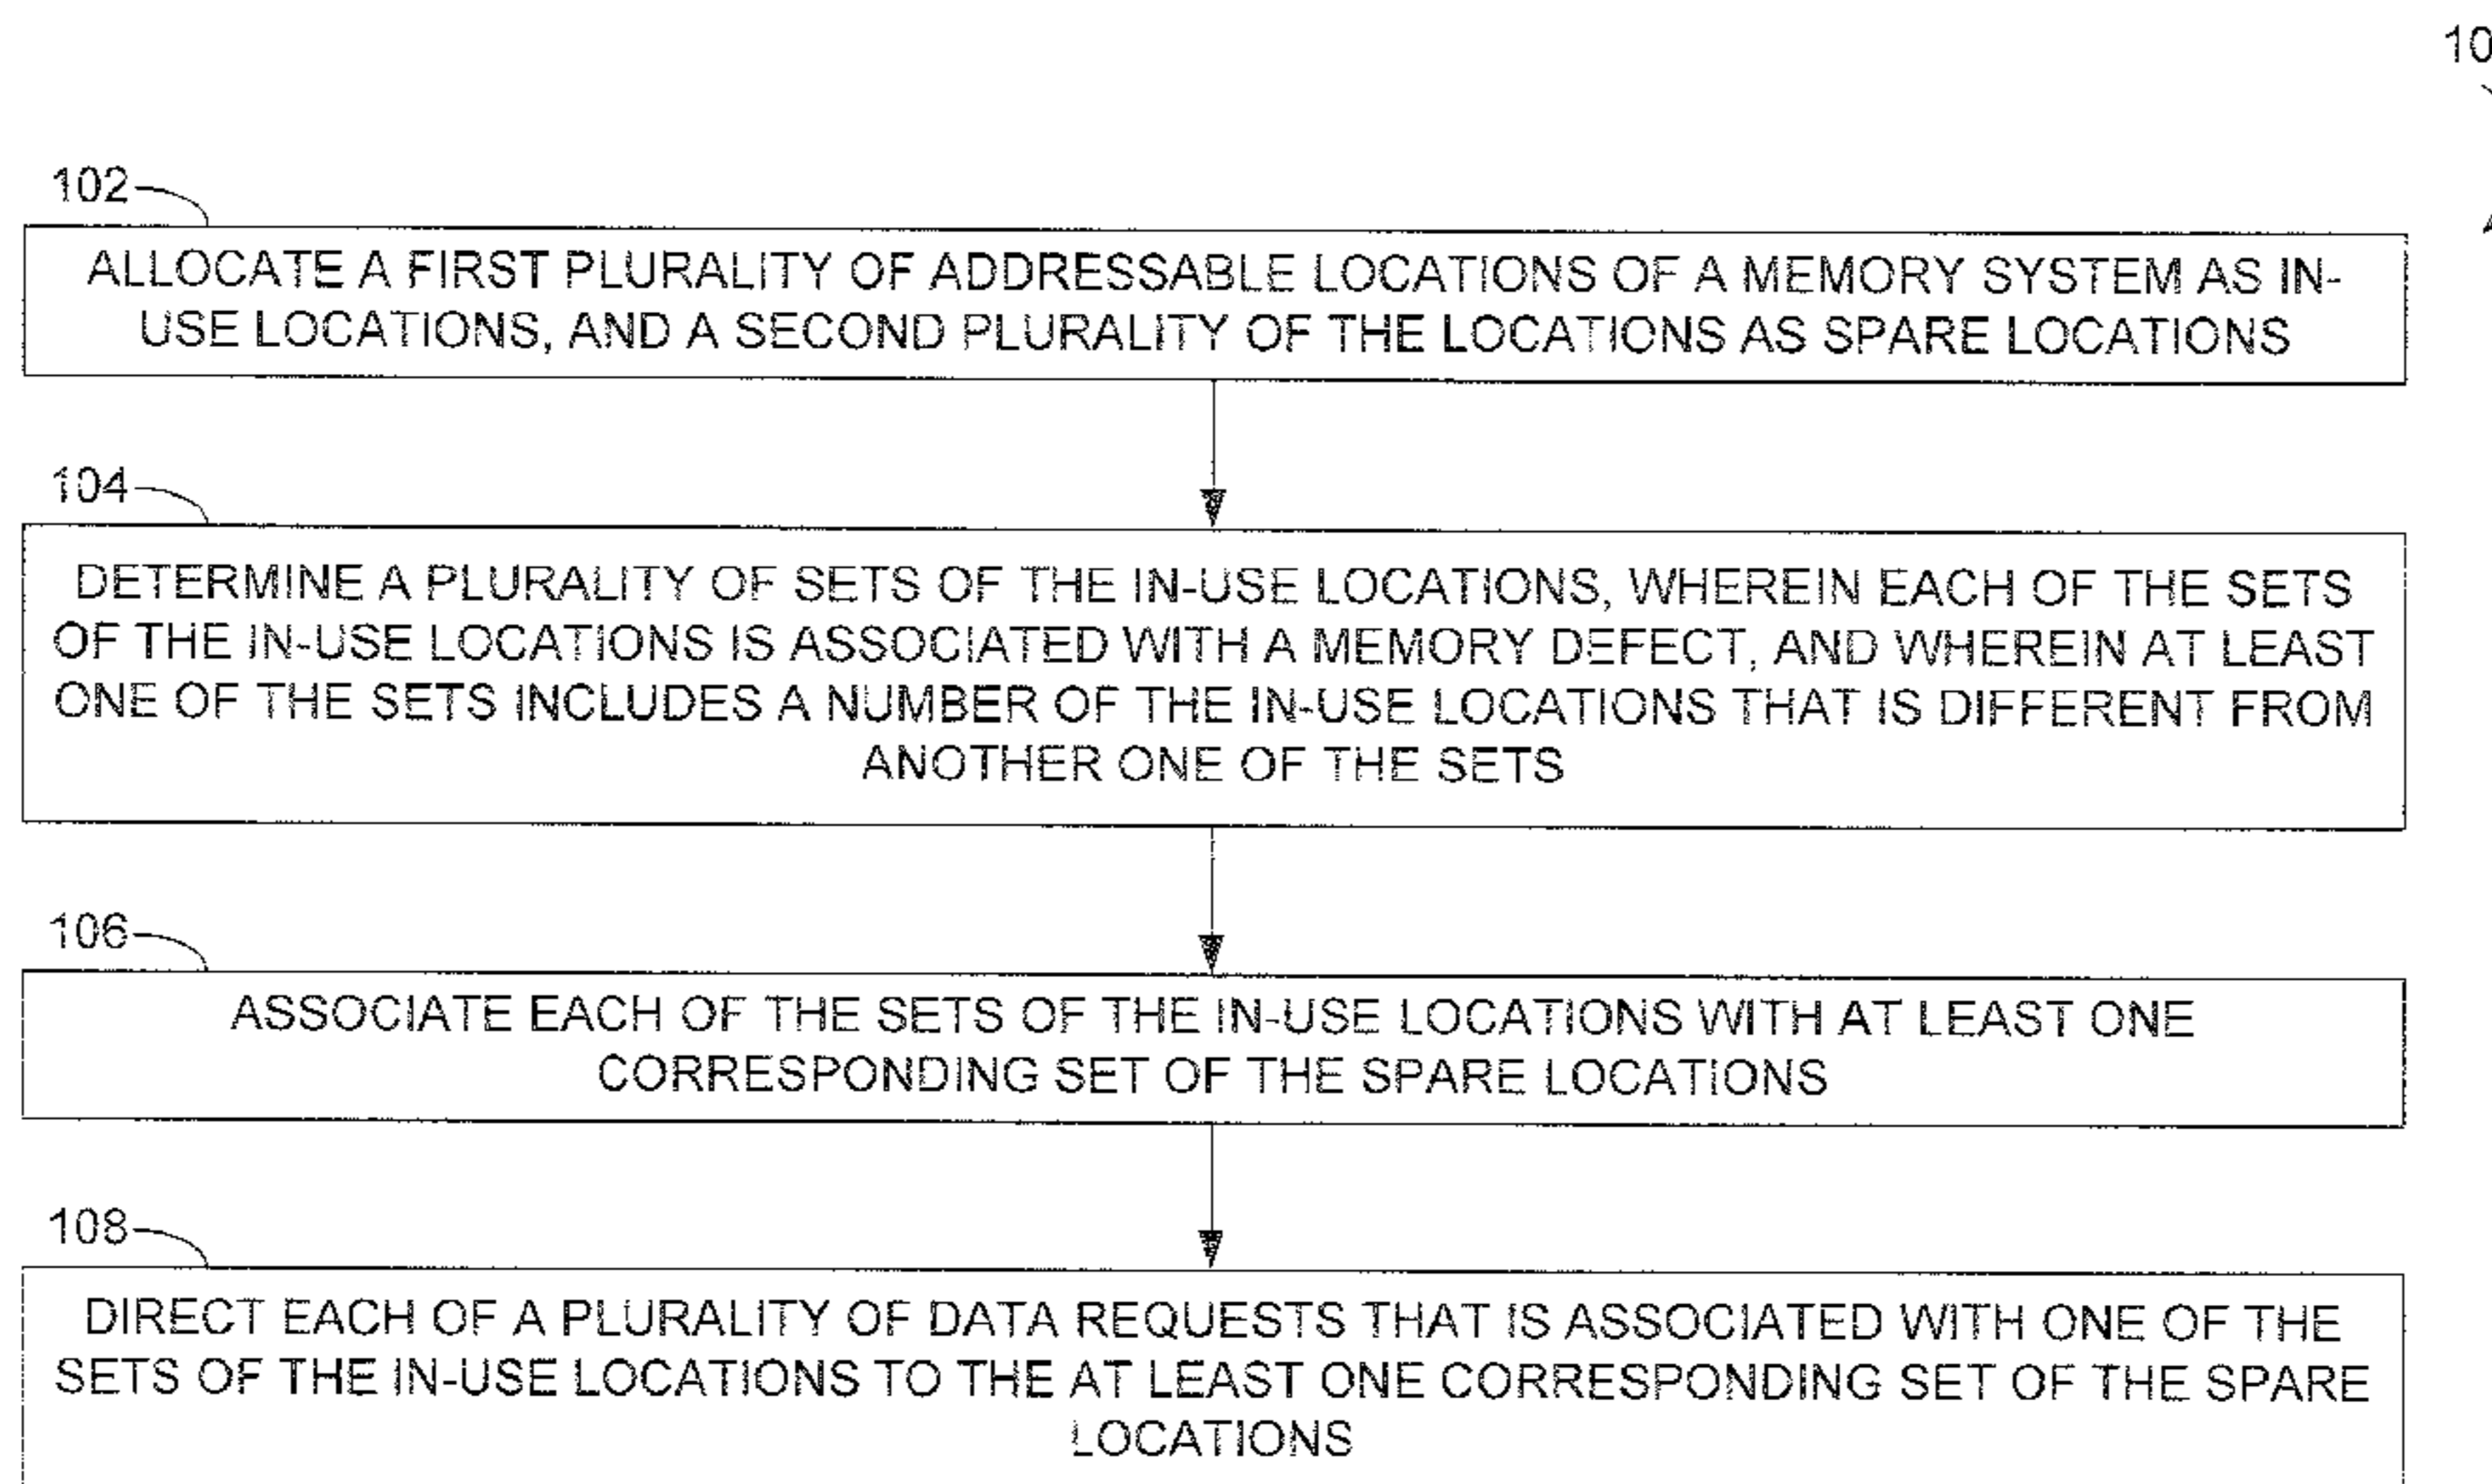 102
ALLOCATE A FIRST PLURALITY OF ADDRESSABLE LOCATIONS OF A MEMORY SYSTEM AS IN-
USE LOCATIONS, AND A SECOND PLURALITY OF THE LOCATIONS AS SPARE LOCATIONS
104
DETERMINE A PLURALITY OF SETS OF THE IN-USE LOCATIONS, WHEREIN EACH OF THE SETS
OF THE IN-USE LOCATIONS IS ASSOCIATED WITH A MEMORY DEFECT, AND WHEREIN AT LEAST
ONE OF THE SETS INCLUDES A NUMBER OF THE IN-USE LOCATIONS THAT IS DIFFERENT FROM
ANOTHER ONE OF THE SETS
106
ASSOCIATE EACH OF THE SETS OF THE IN-USE LOCATIONS WITH AT LEAST ONE
CORRESPONDING SET OF THE SPARE LOCATIONS
108
DIRECT EACH OF A PLURALITY OF DATA REQUESTS THAT IS ASSOCIATED WITH ONE OF THE
SETS OF THE IN-USE LOCATIONS TO THE AT LEAST ONE CORRESPONDING SET OF THE SPARE
LOCATIONS